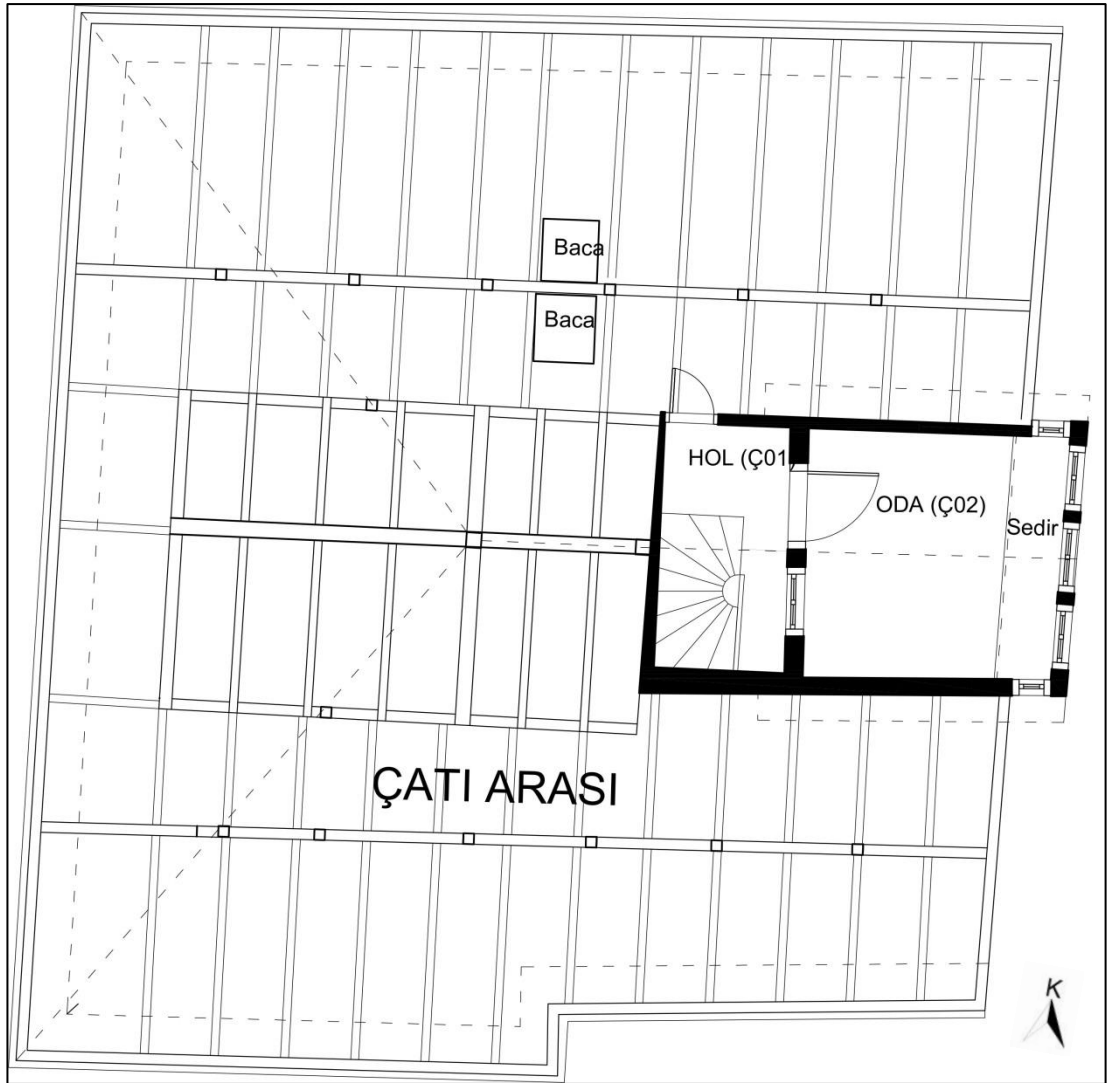 Baca
Baca
HOL (Ç01)
ODA (Ç02)
Sedir
ÇATI ARASI
K